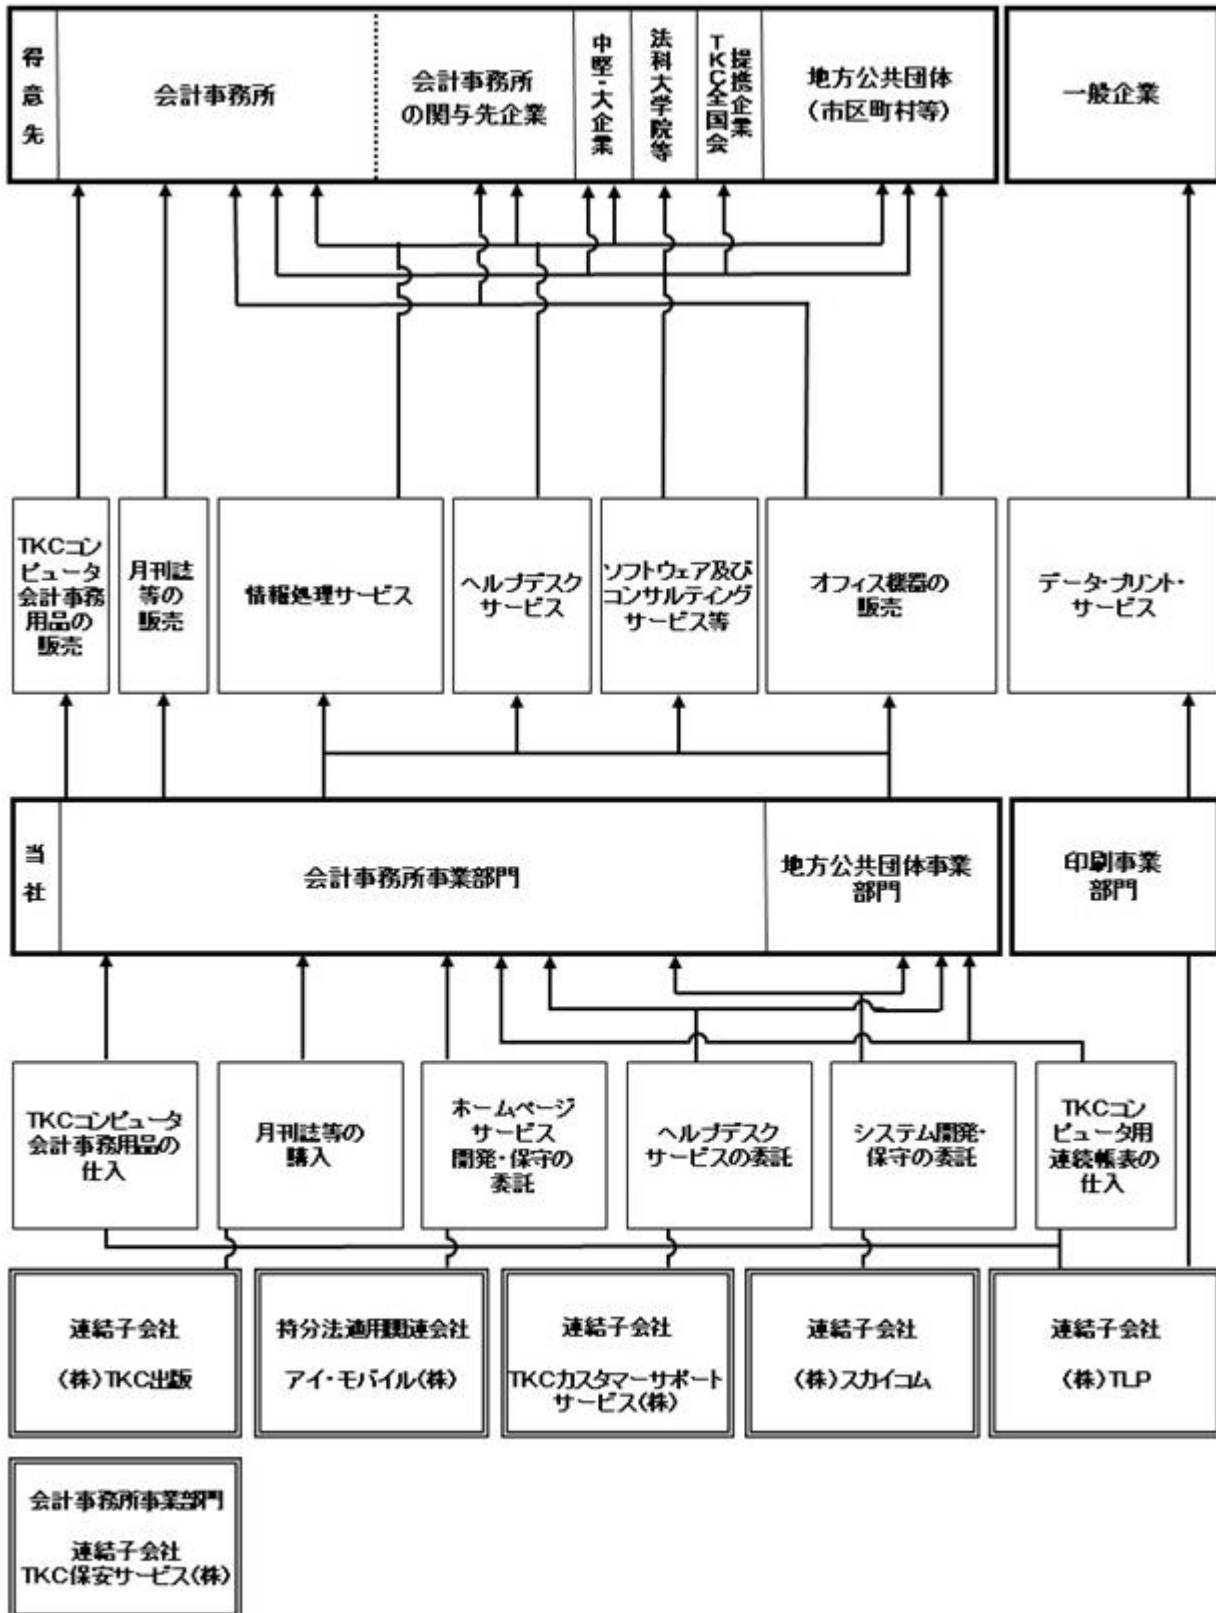 得意先
会計事務所
会計事務所
の関与先企業
中堅・大企業
法科大学院等
提携企業
TKC全国会
地方公共団体
(市区町村等)
一般企業
TKCコン
ピュータ
会計事務
用品の
販売
月刊誌
等の
販売
情報処理サービス
ヘルプデスク
サービス
ソフトウェア及び
コンサルティング
サービス等
オフィス機器の
販売
データ・プリント・
サービス
当社
会計事務所事業部門
地方公共団体事業
部門
印刷事業
部門
TKCコンピュータ
会計事務用品の
仕入
月刊誌等の
購入
ホームページ
サービス
開発・保守の
委託
ヘルプデスク
サービスの委託
システム開発・
保守の委託
TKCコン
ピュータ用
連続帳表の
仕入
連結子会社
(株)TKC出版
持分法適用関連会社
アイ・モバイル(株)
連結子会社
TKCカスタマーサポート
サービス(株)
連結子会社
(株)スカイコム
連結子会社
(株)TLP
会計事務所事業部門
連結子会社
TKC保安サービス(株)